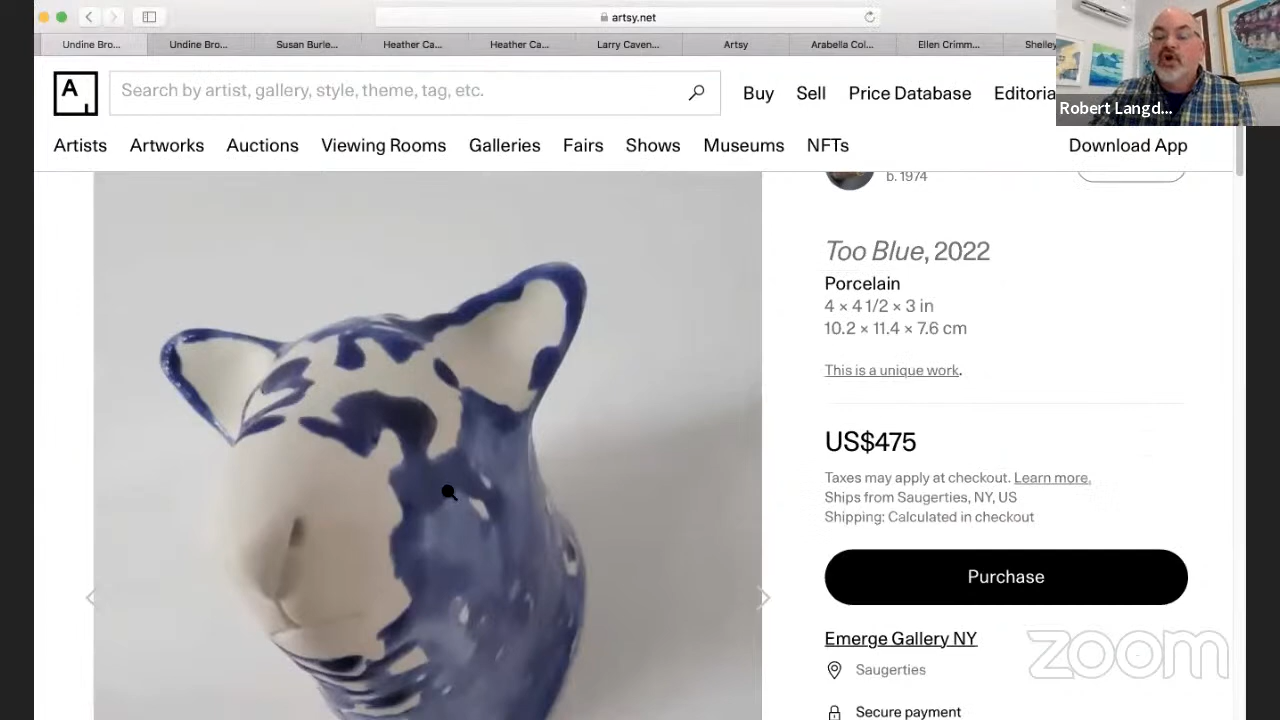 artsy.net
Undine Bro...
Undine Bro...
Susan Burle...
Heather Ca...
Heather Ca...
Larry Caven...
Artsy
Arabella Col...
Ellen Crimm...
Shelley
Robert Langd...
A
Search by artist, gallery, style, theme, tag, etc.
Buy
Sell
Price Database
Editoria
Artists
Artworks
Auctions
Viewing Rooms
Galleries
Fairs
Shows
Museums
NFTs
Download App
b. 1974
Too Blue, 2022
Porcelain
4 × 4 1/2 × 3 in
10.2 × 11.4 × 7.6 cm
This is a unique work.
US$475
Taxes may apply at checkout. Learn more.
Ships from Saugerties, NY, US
Shipping: Calculated in checkout
Purchase
Emerge Gallery NY
Saugerties
Secure payment
zoom